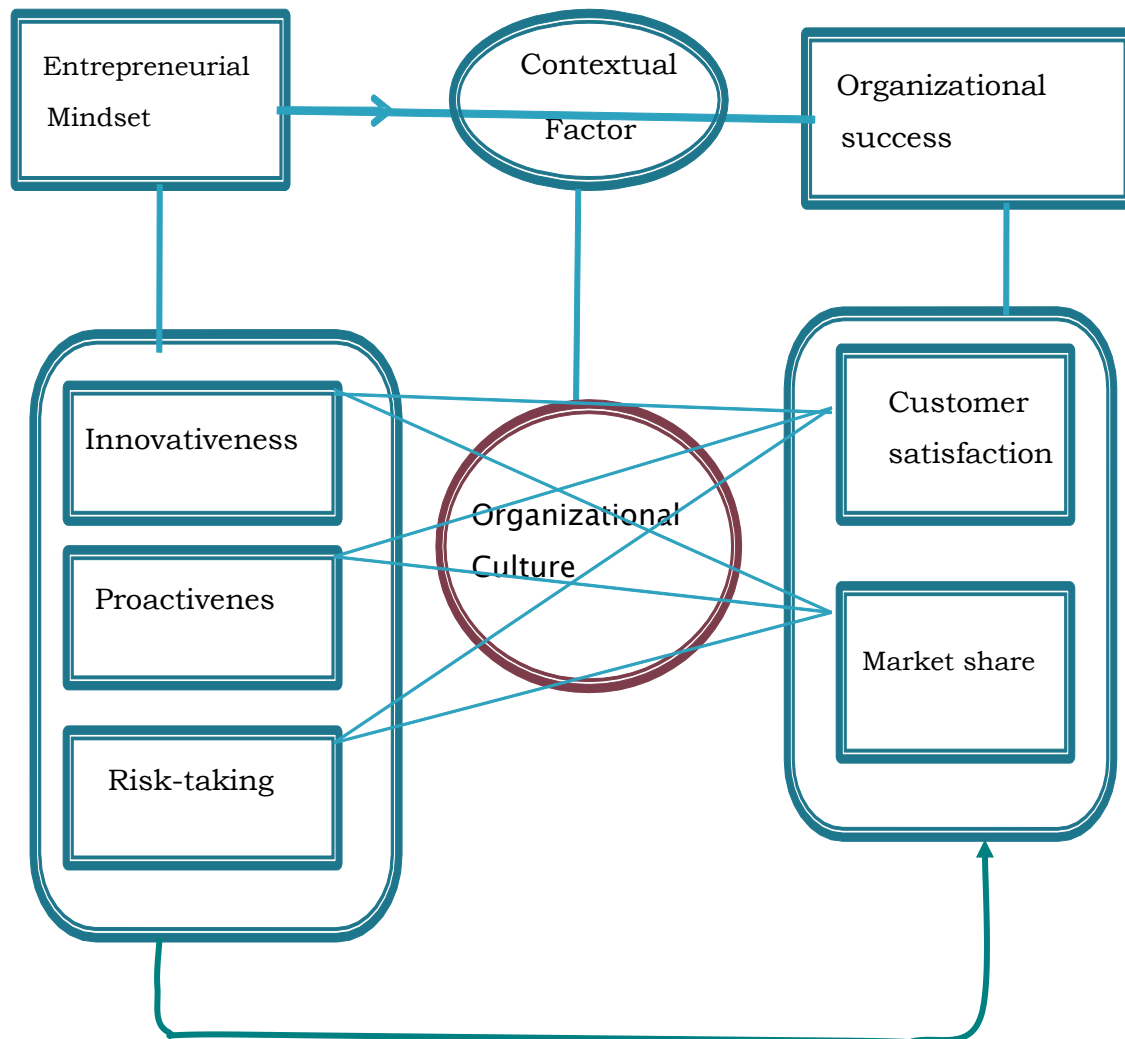 Entrepreneurial
Mindset
Contextual
Factor
Organizational
success
Innovativeness
Proactivenes
Risk-taking
Organizational
Culture
Customer
satisfaction
Market share